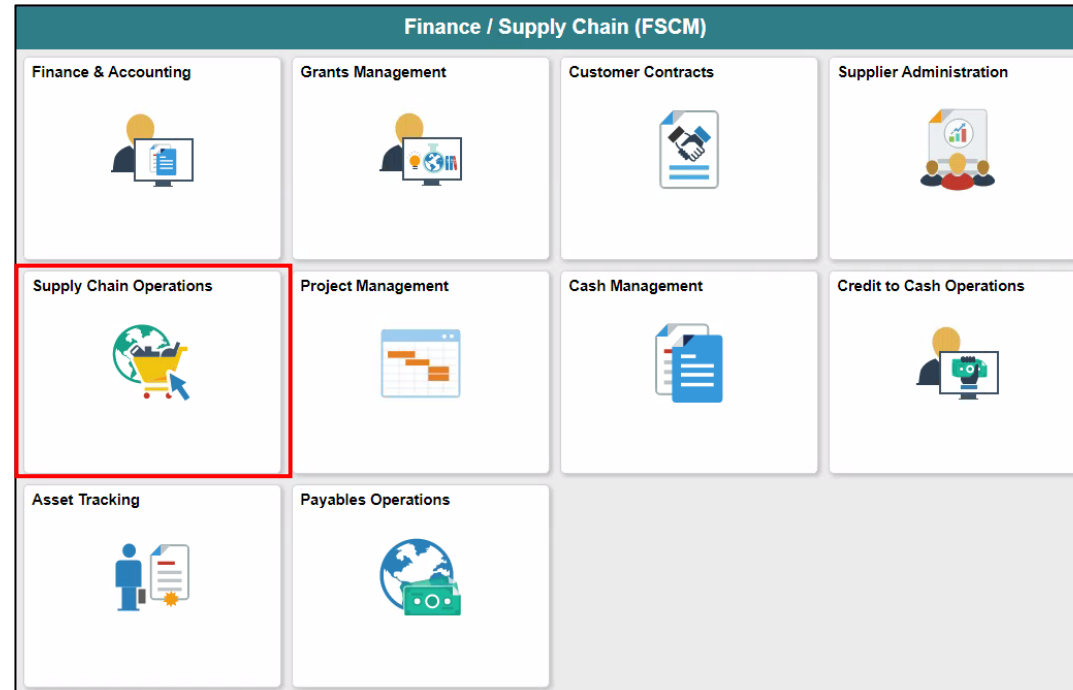 Finance / Supply Chain (FSCM)
Finance & Accounting
Grants Management
Customer Contracts
Supplier Administration
Supply Chain Operations
Project Management
Cash Management
Credit to Cash Operations
Asset Tracking
Payables Operations